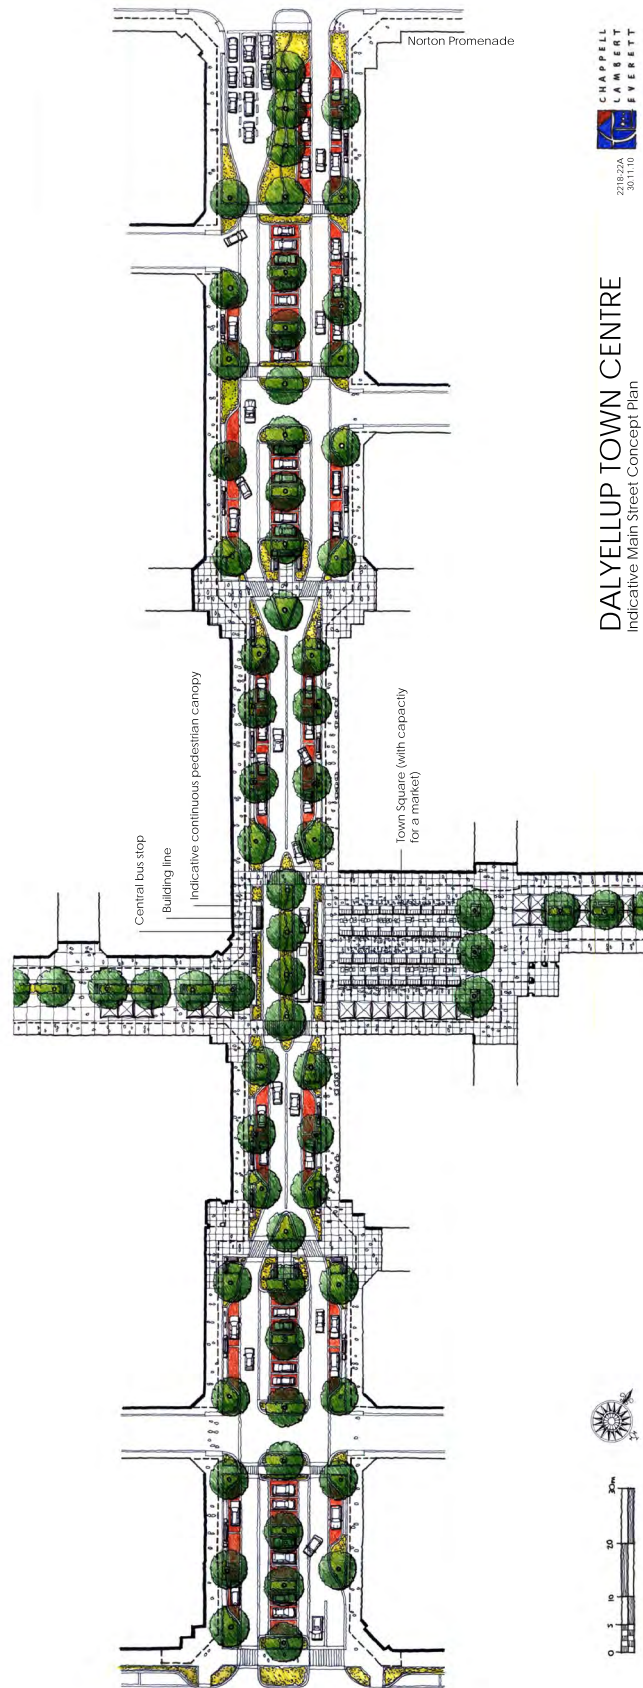 Norton Promenade
CHAPPELL
LAMBERT
EVERETT
2218-22A
30.11.10
DALYELLUP TOWN CENTRE
Indicative Main Street Concept Plan
Central bus stop
Building line
Indicative continuous pedestrian canopy
Town Square (with capactiy
for a market)
0 5 10 20 30m